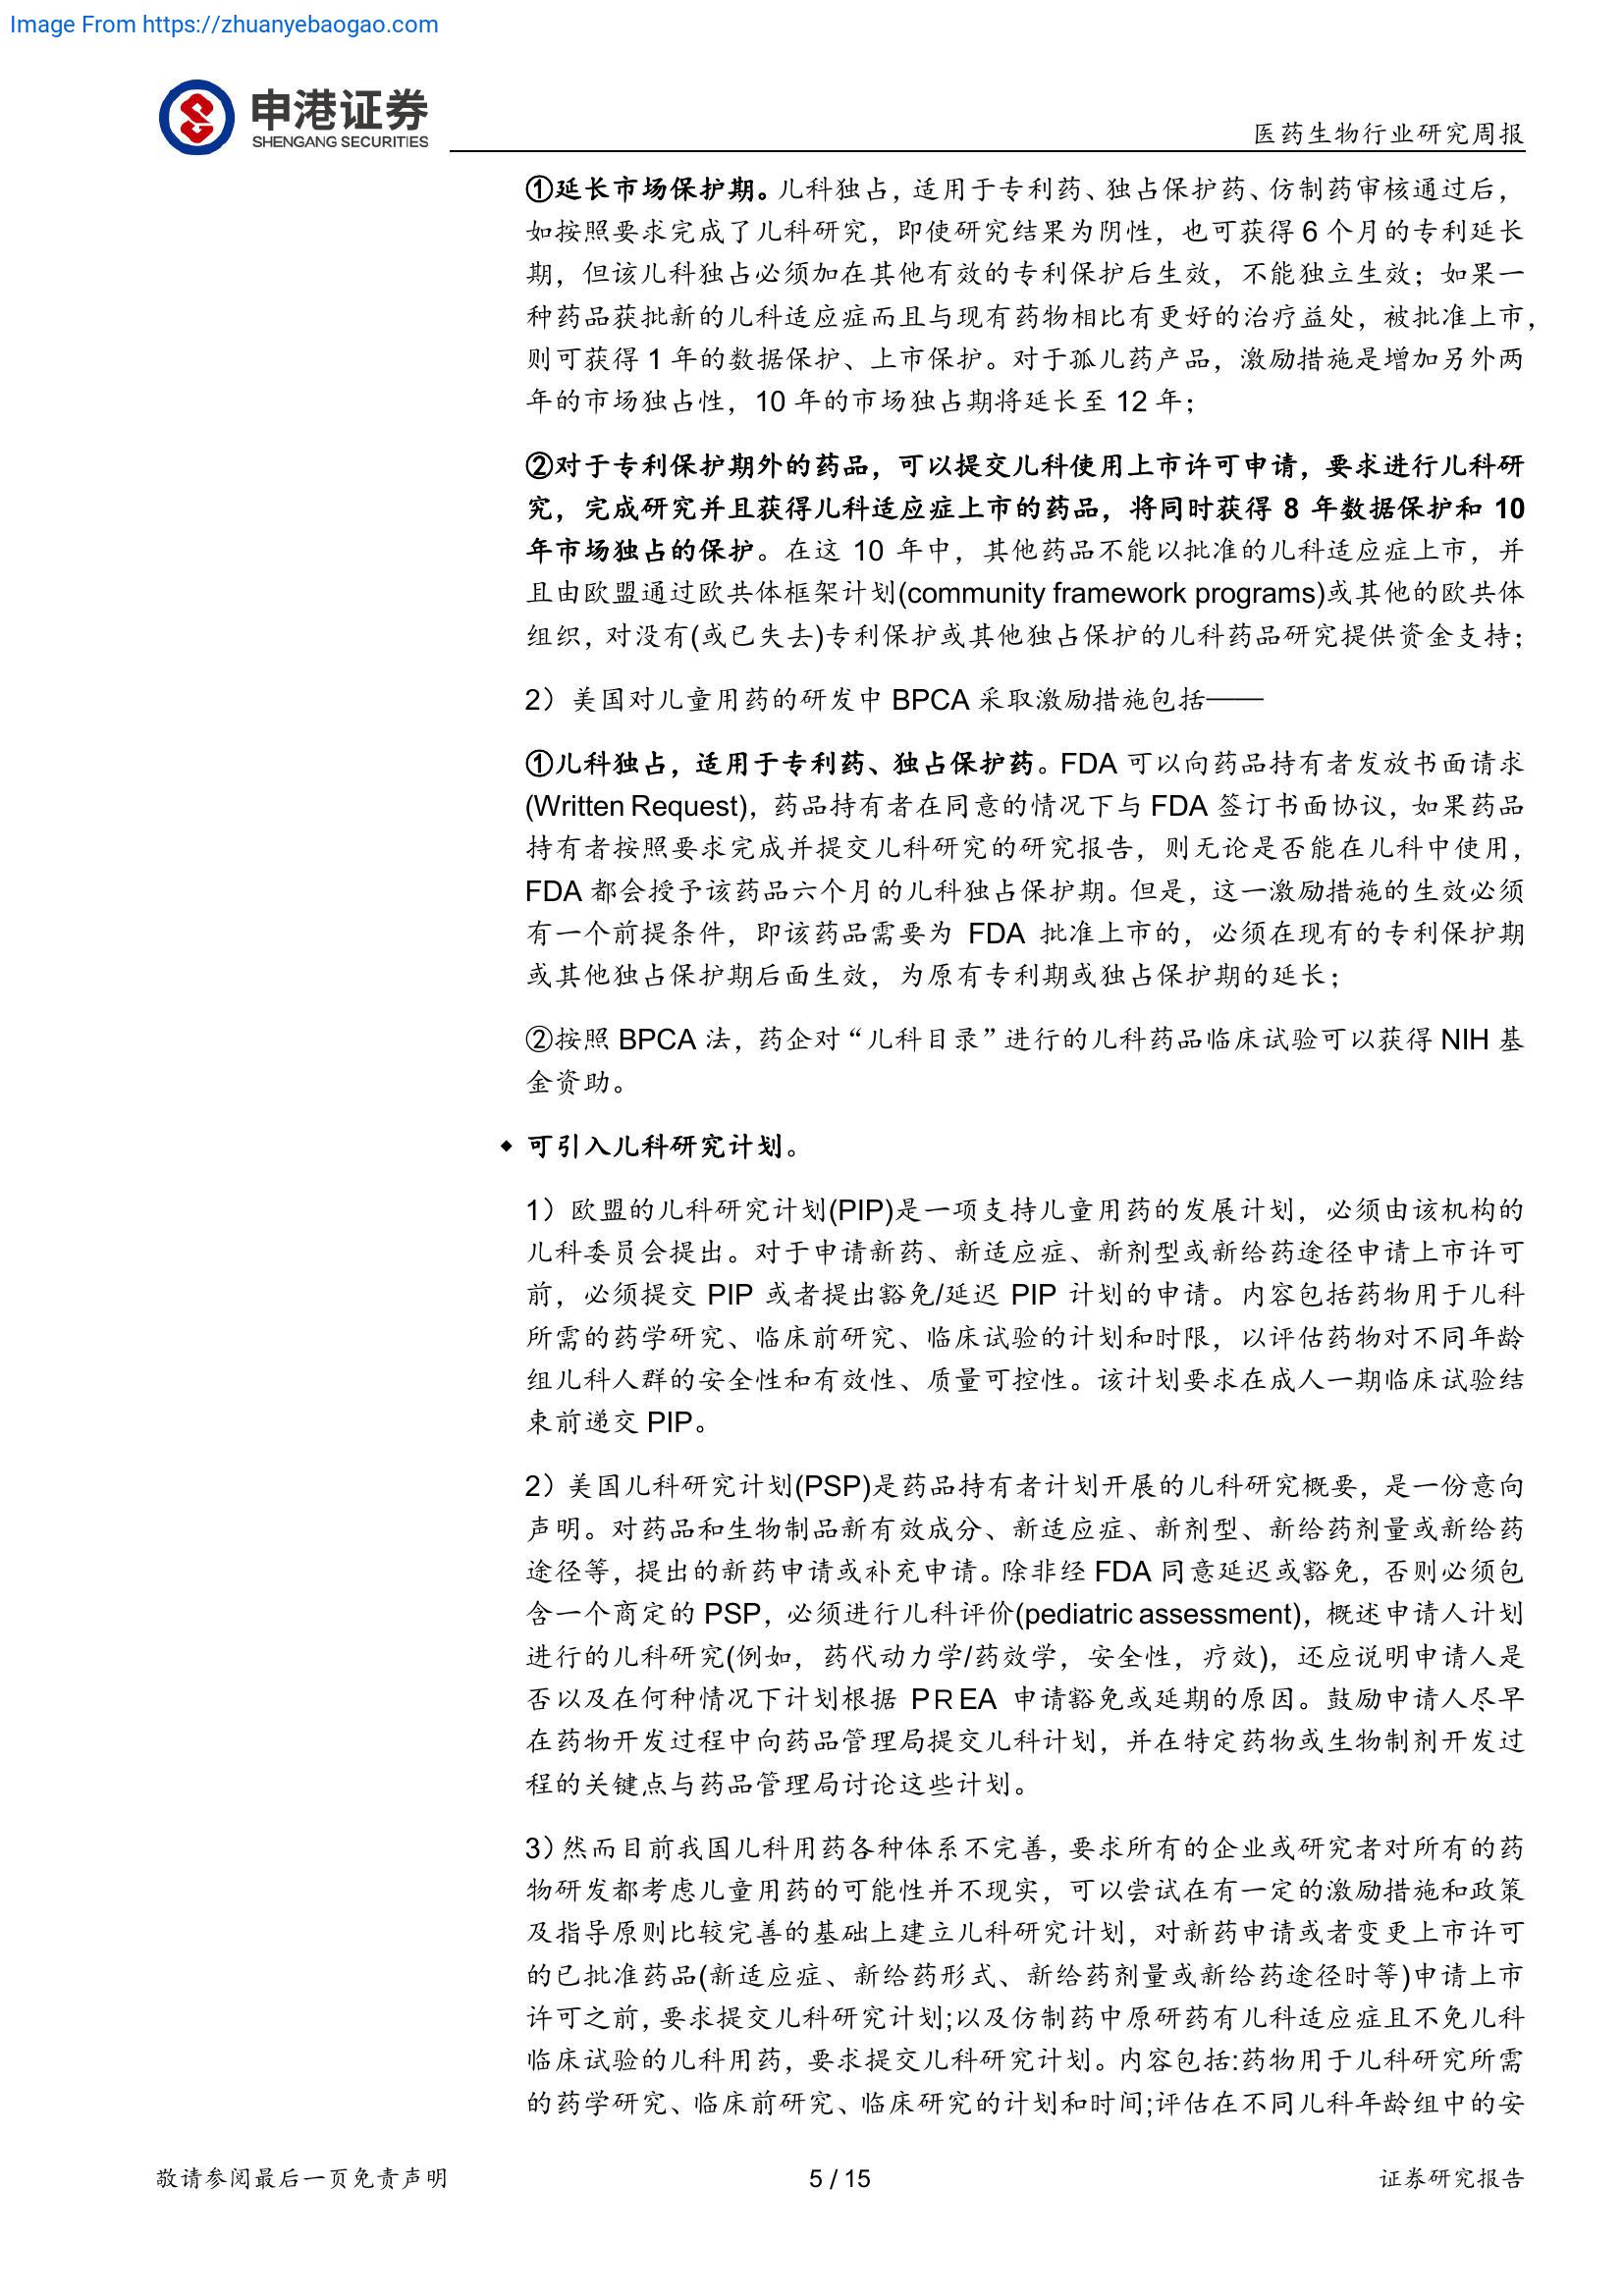 Image From https://zhuanyebaogao.com
申港证券
SHENGANG SECURITIES
医药生物行业研究周报
①延长市场保护期。儿科独占，适用于专利药、独占保护药、仿制药审核通过后，
如按照要求完成了儿科研究，即使研究结果为阴性，也可获得 6 个月的专利延长
期，但该儿科独占必须加在其他有效的专利保护后生效，不能独立生效；如果一
种药品获批新的儿科适应症而且与现有药物相比有更好的治疗益处，被批准上市，
则可获得 1 年的数据保护、上市保护。对于孤儿药产品，激励措施是增加另外两
年的市场独占性，10 年的市场独占期将延长至 12 年；
②对于专利保护期外的药品，可以提交儿科使用上市许可申请，要求进行儿科研
究，完成研究并且获得儿科适应症上市的药品，将同时获得 8 年数据保护和 10
年市场独占的保护。在这 10 年中，其他药品不能以批准的儿科适应症上市，并
且由欧盟通过欧共体框架计划(community framework programs)或其他的欧共体
组织，对没有(或已失去)专利保护或其他独占保护的儿科药品研究提供资金支持；
2）美国对儿童用药的研发中 BPCA 采取激励措施包括——
①儿科独占，适用于专利药、独占保护药。FDA 可以向药品持有者发放书面请求
(Written Request)，药品持有者在同意的情况下与 FDA 签订书面协议，如果药品
持有者按照要求完成并提交儿科研究的研究报告，则无论是否能在儿科中使用，
FDA 都会授予该药品六个月的儿科独占保护期。但是，这一激励措施的生效必须
有一个前提条件，即该药品需要为 FDA 批准上市的，必须在现有的专利保护期
或其他独占保护期后面生效，为原有专利期或独占保护期的延长；
②按照 BPCA 法，药企对“儿科目录”进行的儿科药品临床试验可以获得 NIH 基
金资助。
◆ 可引入儿科研究计划。
1）欧盟的儿科研究计划(PIP)是一项支持儿童用药的发展计划，必须由该机构的
儿科委员会提出。对于申请新药、新适应症、新剂型或新给药途径申请上市许可
前，必须提交 PIP 或者提出豁免/延迟 PIP 计划的申请。内容包括药物用于儿科
所需的药学研究、临床前研究、临床试验的计划和时限，以评估药物对不同年龄
组儿科人群的安全性和有效性、质量可控性。该计划要求在成人一期临床试验结
束前递交 PIP。
2）美国儿科研究计划(PSP)是药品持有者计划开展的儿科研究概要，是一份意向
声明。对药品和生物制品新有效成分、新适应症、新剂型、新给药剂量或新给药
途径等，提出的新药申请或补充申请。除非经 FDA 同意延迟或豁免，否则必须包
含一个商定的 PSP，必须进行儿科评价(pediatric assessment)，概述申请人计划
进行的儿科研究(例如，药代动力学/药效学，安全性，疗效)，还应说明申请人是
否以及在何种情况下计划根据 PREA 申请豁免或延期的原因。鼓励申请人尽早
在药物开发过程中向药品管理局提交儿科计划，并在特定药物或生物制剂开发过
程的关键点与药品管理局讨论这些计划。
3）然而目前我国儿科用药各种体系不完善，要求所有的企业或研究者对所有的药
物研发都考虑儿童用药的可能性并不现实，可以尝试在有一定的激励措施和政策
及指导原则比较完善的基础上建立儿科研究计划，对新药申请或者变更上市许可
的已批准药品(新适应症、新给药形式、新给药剂量或新给药途径时等)申请上市
许可之前，要求提交儿科研究计划;以及仿制药中原研药有儿科适应症且不免儿科
临床试验的儿科用药，要求提交儿科研究计划。内容包括:药物用于儿科研究所需
的药学研究、临床前研究、临床研究的计划和时间;评估在不同儿科年龄组中的安
敬请参阅最后一页免责声明
5 / 15
证券研究报告